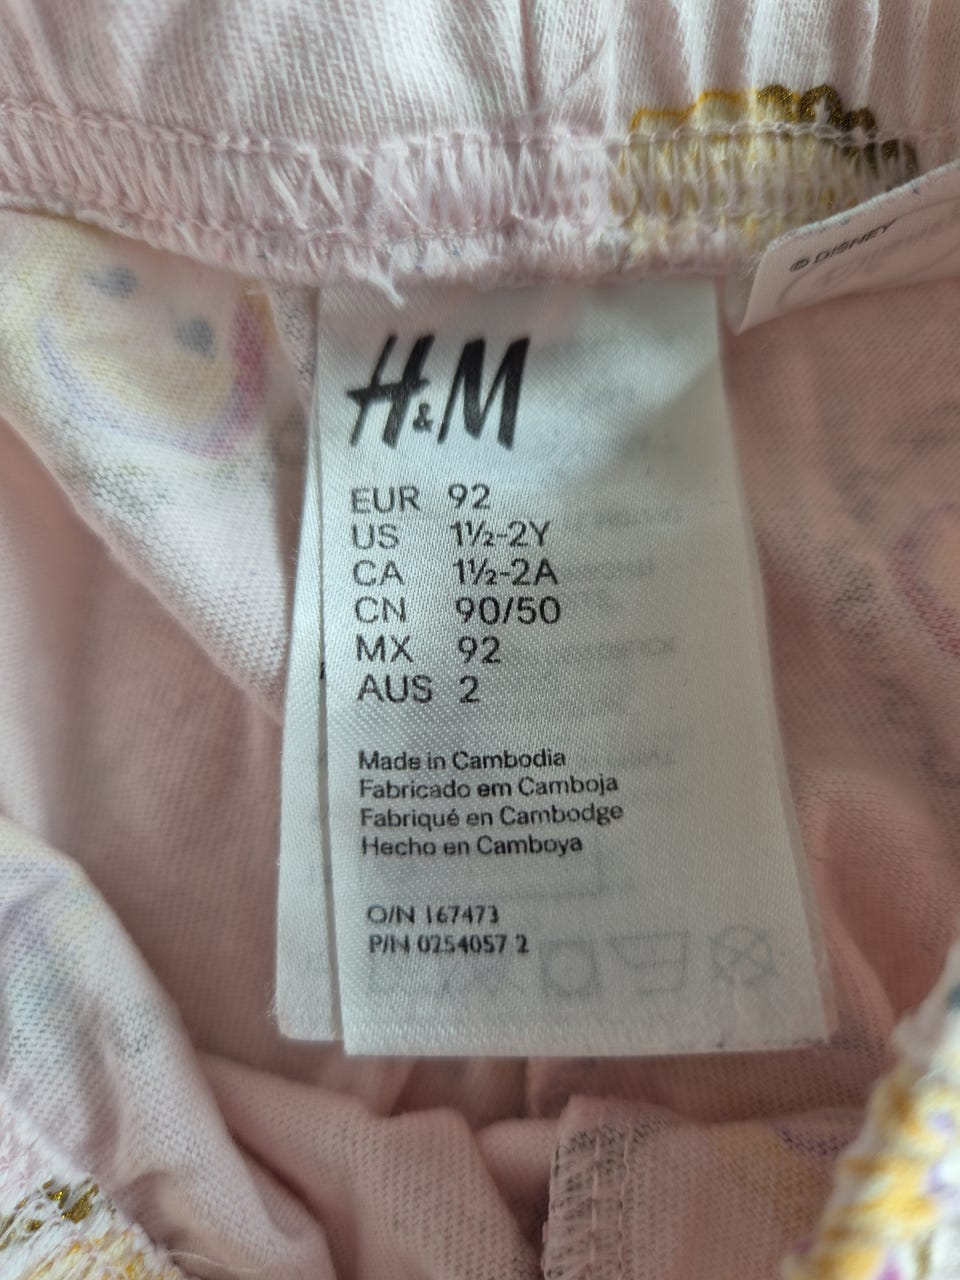 © DISNEY
H&M
EUR 92
US 1½-2Y
CA 1½-2A
CN 90/50
MX 92
AUS 2
Made in Cambodia
Fabricado em Camboja
Fabriqué en Cambodge
Hecho en Camboya
O/N 167473
P/N 0254057 2